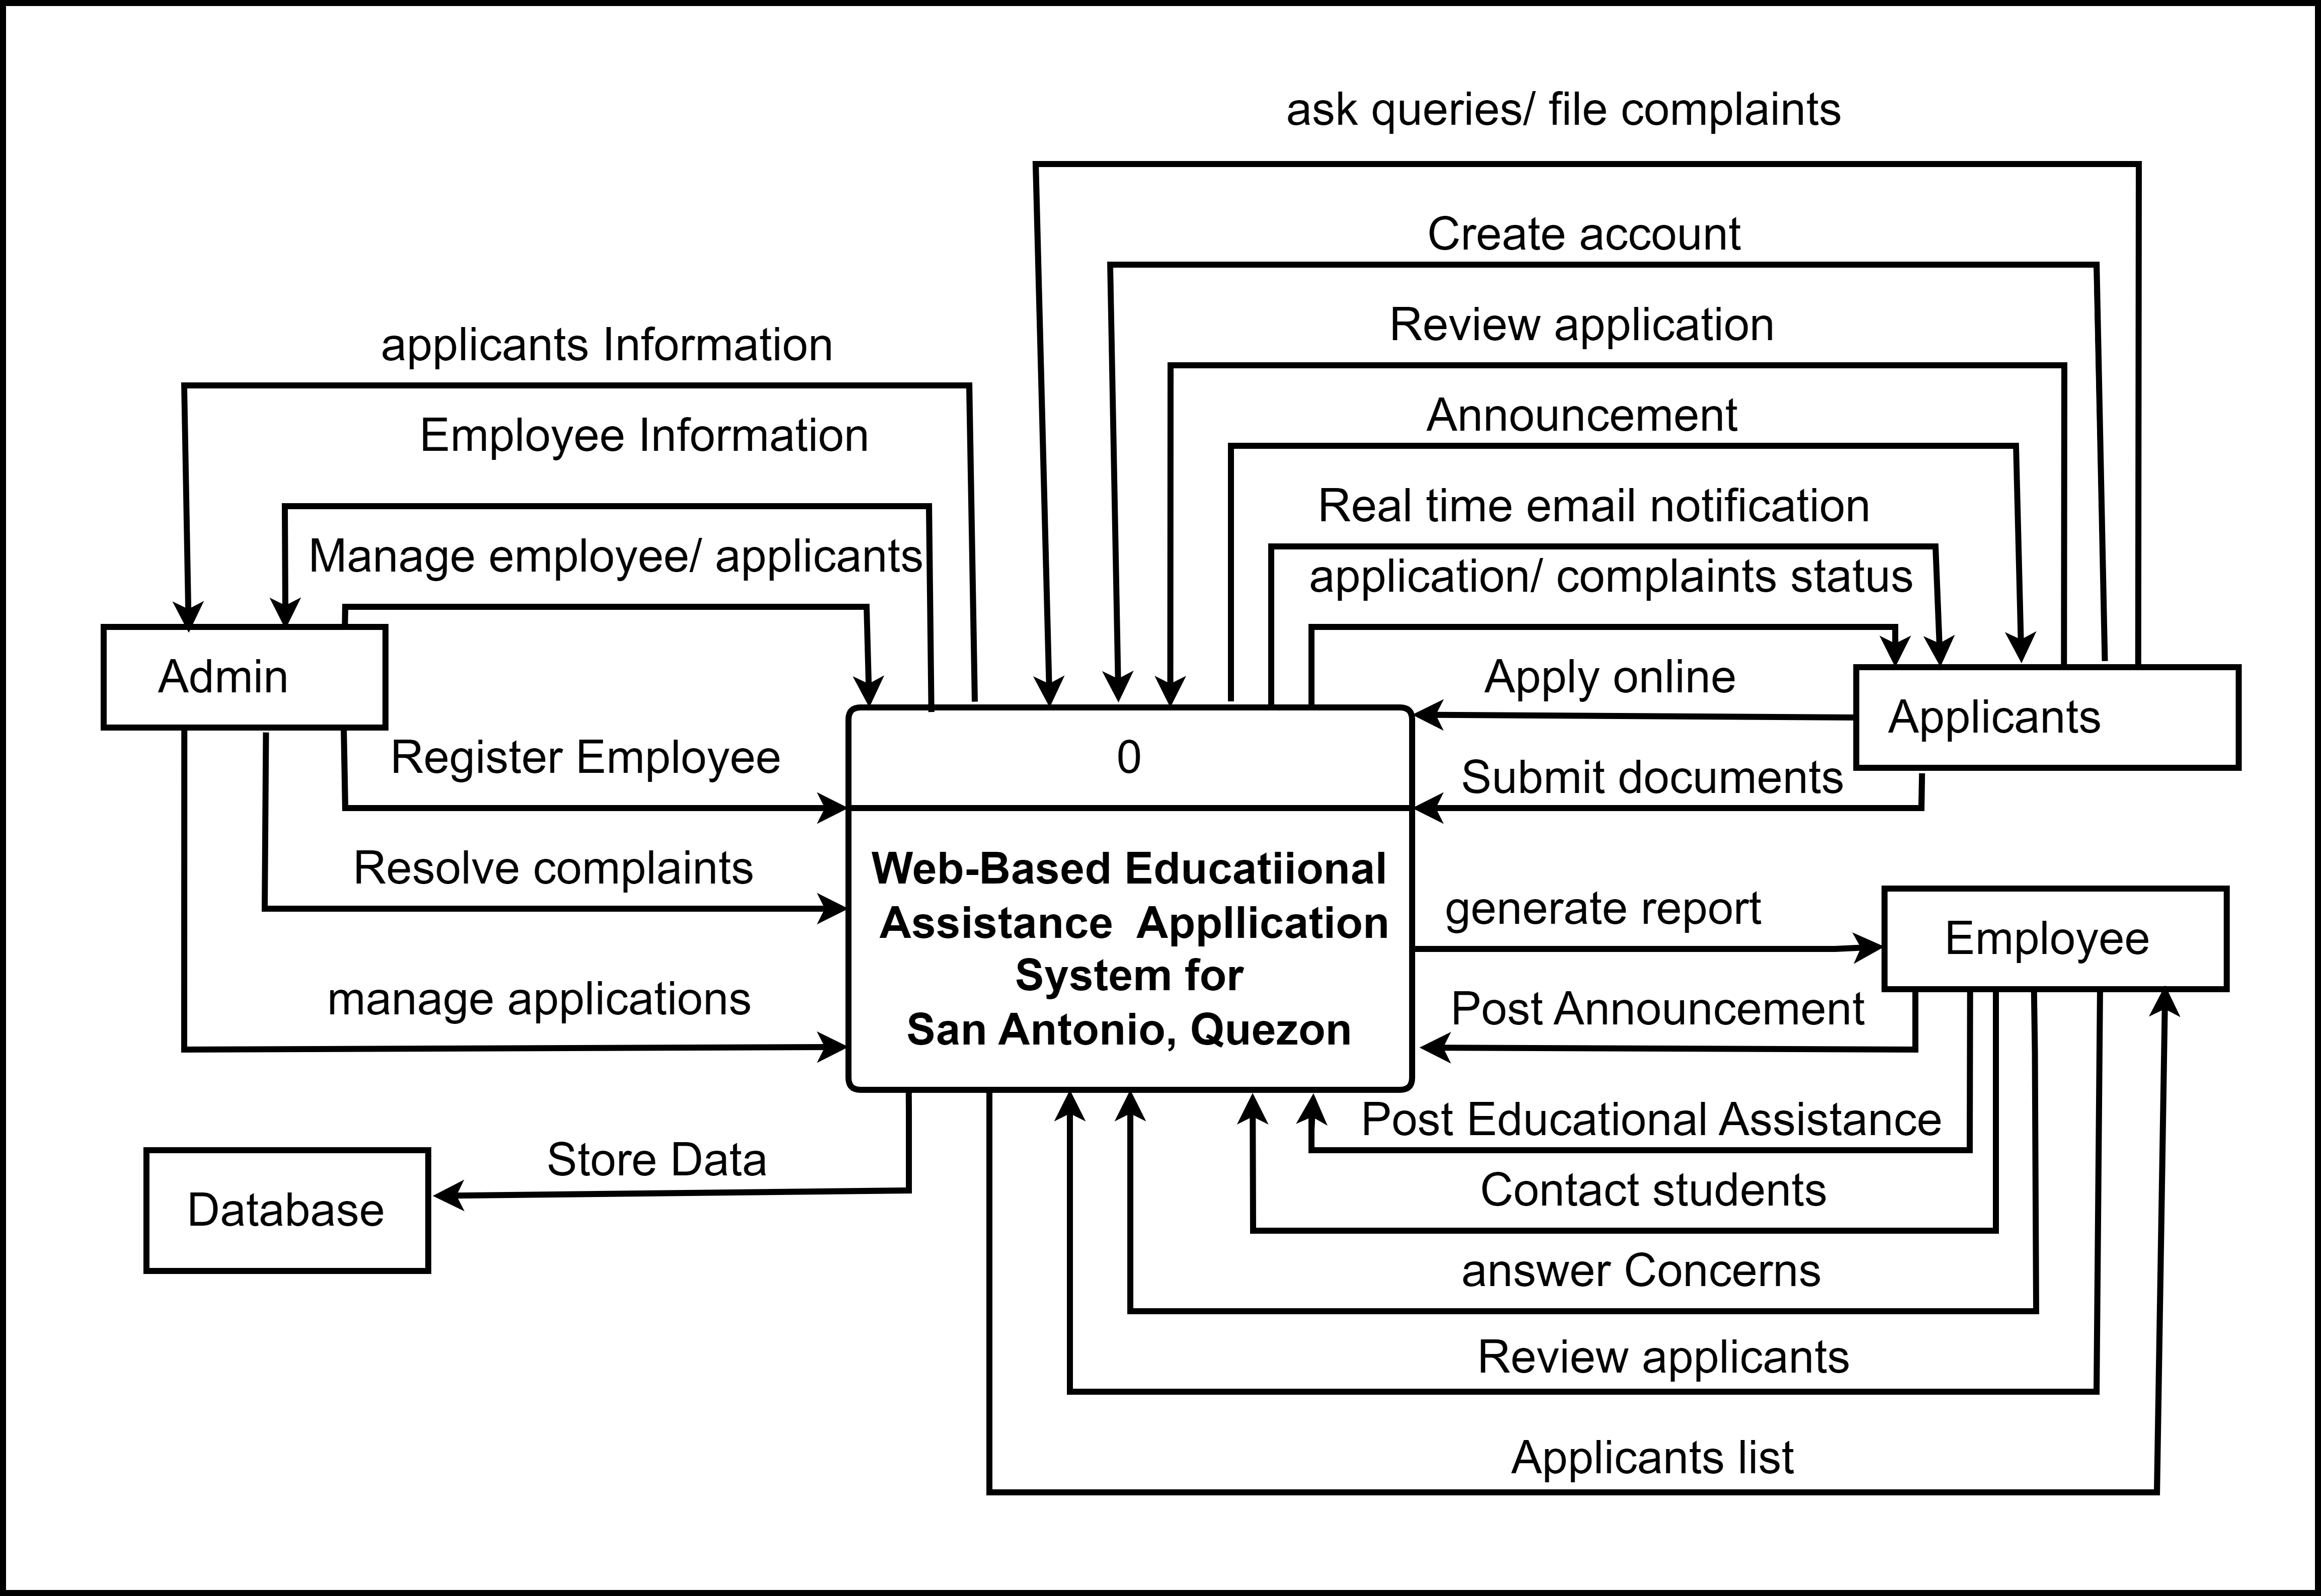 ask queries/ file complaints
Create account
Review application
applicants Information
Announcement
Employee Information
Real time email notification
Manage employee/ applicants
application/ complaints status
Admin
Apply online
Applicants
Register Employee
0
Submit documents
Resolve complaints
Web-Based Educatiional
Assistance Appllication
System for
San Antonio, Quezon
generate report
Employee
manage applications
Post Announcement
Post Educational Assistance
Store Data
Database
Contact students
answer Concerns
Review applicants
Applicants list